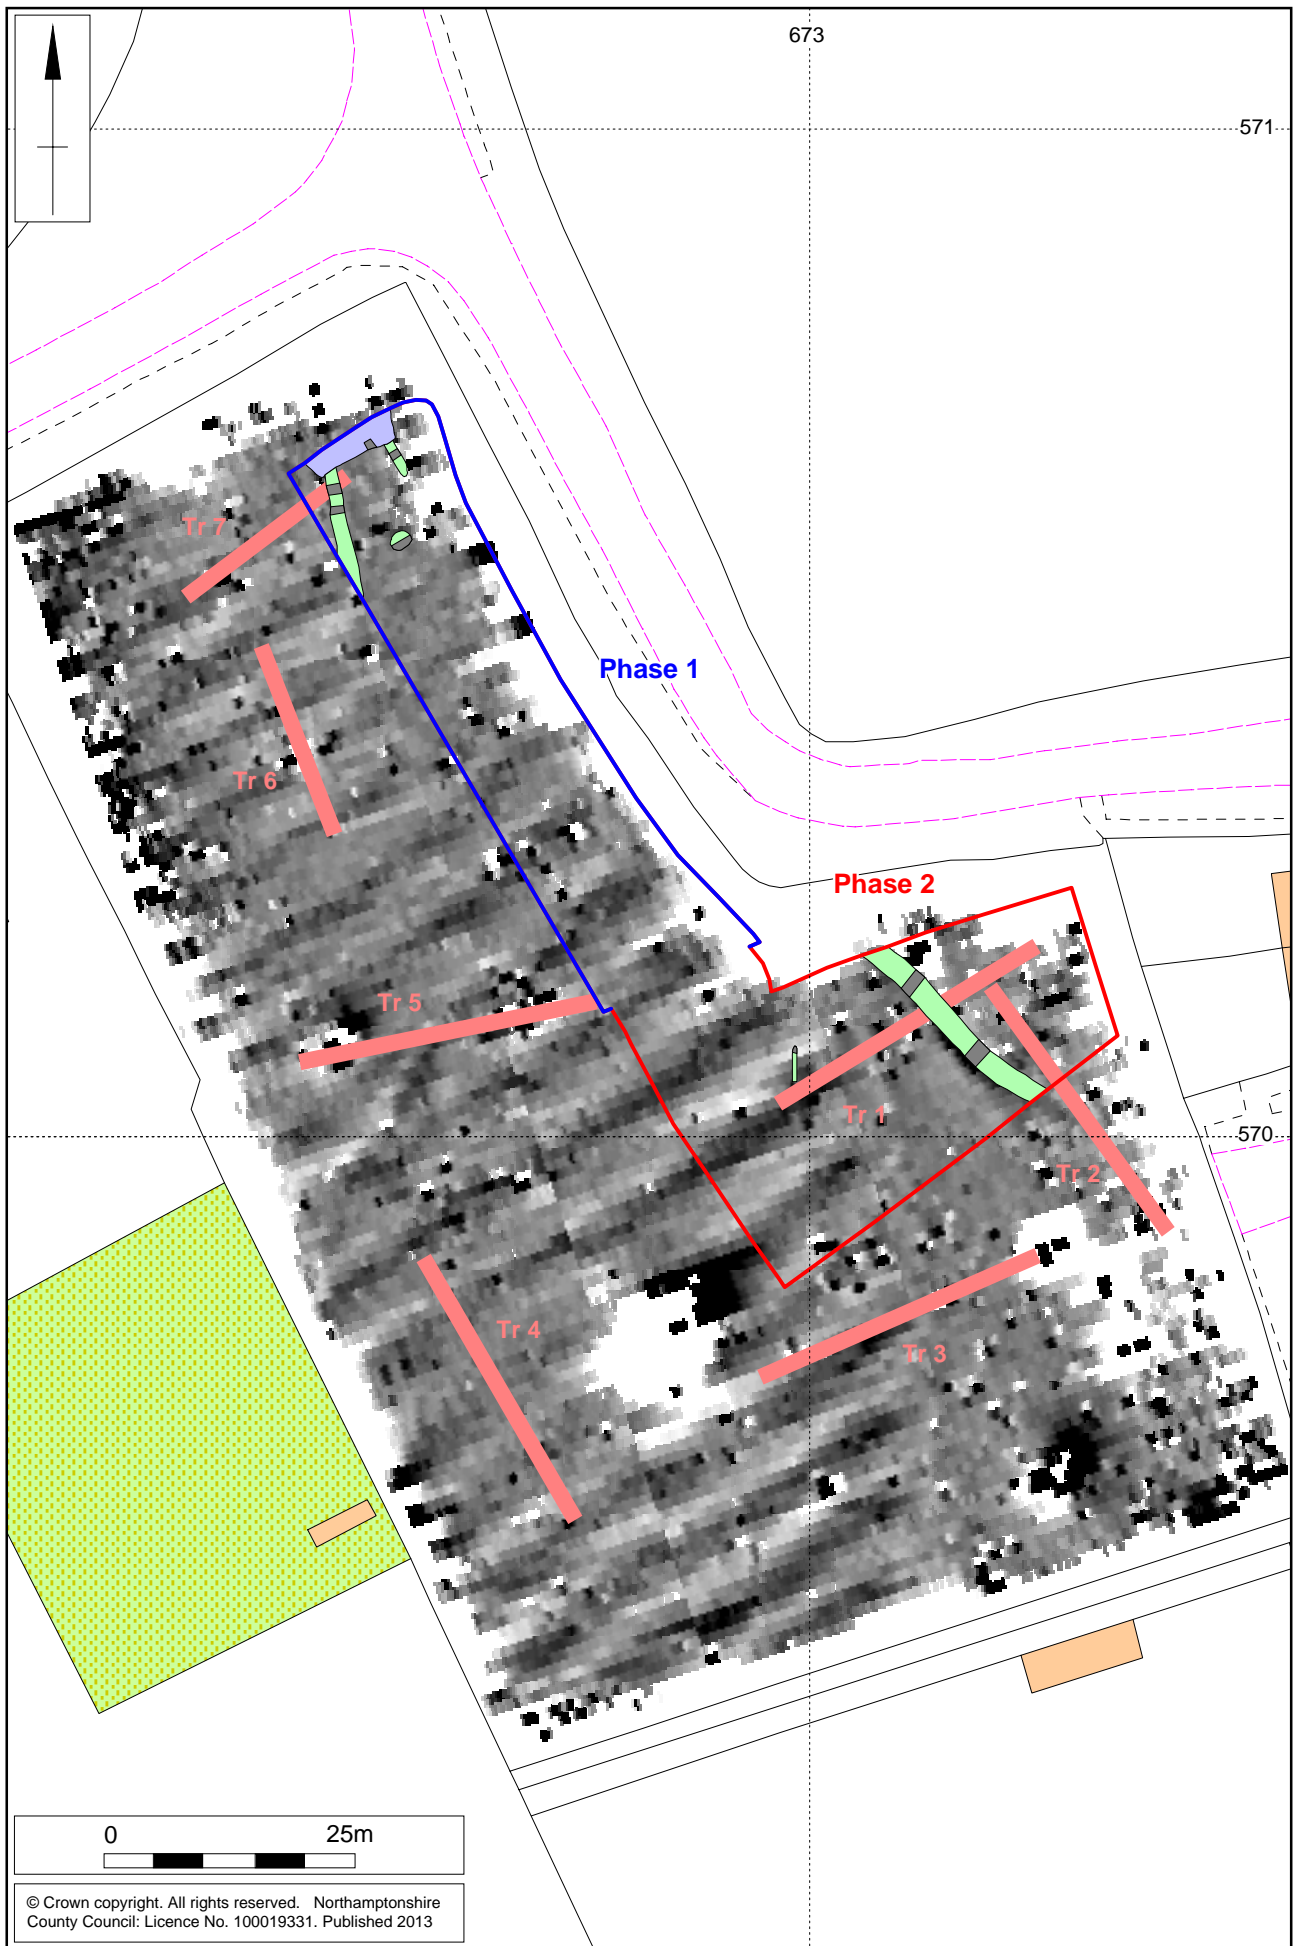 673
571
Tr 7
Phase 1
Tr 6
Phase 2
Tr 5
Tr 1
570
Tr 2
Tr 4
Tr 3
0 25m
© Crown copyright. All rights reserved. Northamptonshire
County Council: Licence No. 100019331. Published 2013